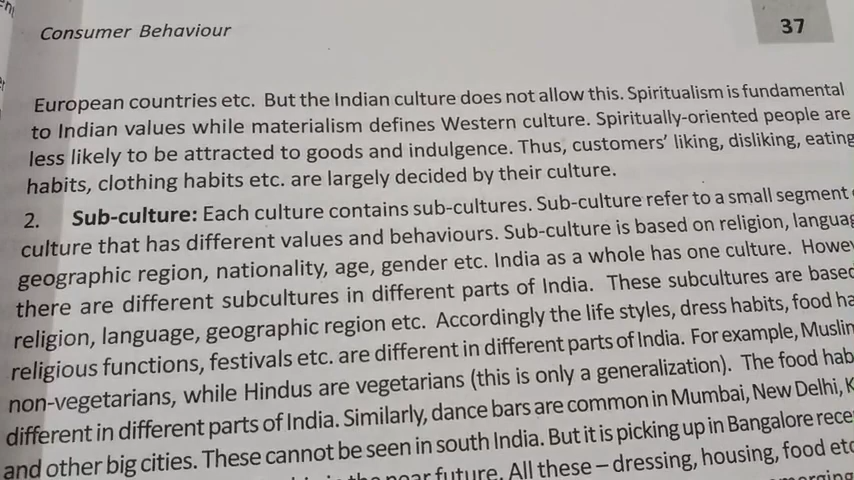 Consumer Behaviour
37
European countries etc. But the Indian culture does not allow this. Spiritualism is fundamental
to Indian values while materialism defines Western culture. Spiritually-oriented people are
less likely to be attracted to goods and indulgence. Thus, customers' liking, disliking, eating
habits, clothing habits etc. are largely decided by their culture.
2. Sub-culture: Each culture contains sub-cultures. Sub-culture refer to a small segment
culture that has different values and behaviours. Sub-culture is based on religion, languag
geographic region, nationality, age, gender etc. India as a whole has one culture. Howev
there are different subcultures in different parts of India. These subcultures are based
religion, language, geographic region etc. Accordingly the life styles, dress habits, food ha
religious functions, festivals etc. are different in different parts of India. For example, Muslim
non-vegetarians, while Hindus are vegetarians (this is only a generalization). The food hab
different in different parts of India. Similarly, dance bars are common in Mumbai, New Delhi, K
and other big cities. These cannot be seen in south India. But it is picking up in Bangalore rece
the near future. All these – dressing, housing, food etc